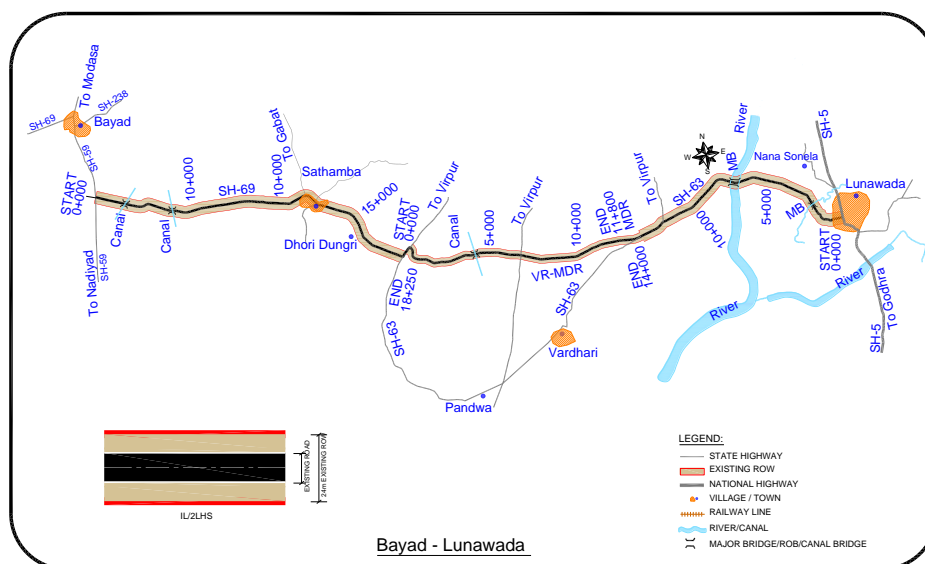 To Modasa
SH-238
SH-69
Bayad
SH-59
START
0+000
To Nadiyad
SH-59
Canal
Canal
10+000
SH-69
10+000
To Gabat
Sathamba
Dhori Dungri
15+000
START
0+000
To Virpur
END
18+250
SH-63
Canal
5+000
To Virpur
VR-MDR
10+000
SH-63
Vardhari
Pandwa
END
17+800
MDR
END
14+000
To Virpur
SH-63
N
W
E
S
10+000
MB
River
Nana Sonela
5+000
MB
SH-5
Lunawada
START
0+000
River
River
River
To Godhra
SH-5
EXISTING ROAD
24m EXISTING ROW
IL/2LHS
Bayad - Lunawada
LEGEND:
STATE HIGHWAY
EXISTING ROW
NATIONAL HIGHWAY
VILLAGE / TOWN
RAILWAY LINE
RIVER/CANAL
MAJOR BRIDGE/ROB/CANAL BRIDGE